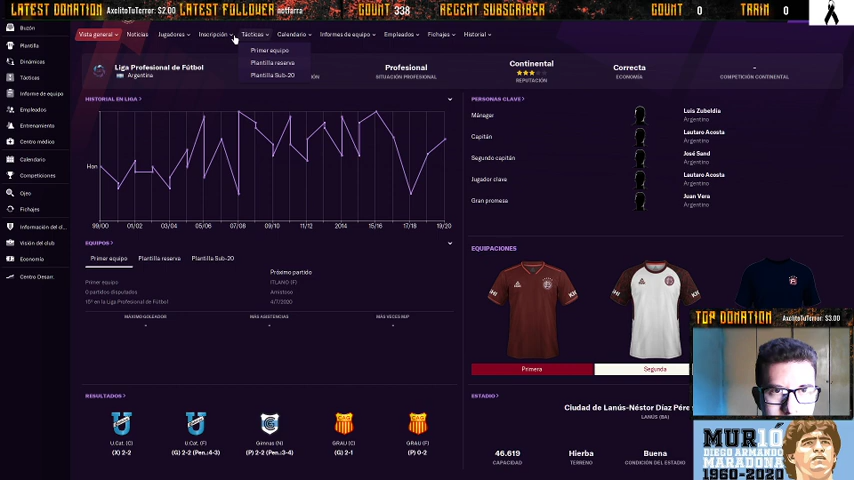 LATEST DONATION AxelitoTuTerror: $2.00 LATEST FOLLOWER notfarra COUNT 338 RECENT SUBSCRIBER COUNT 0 TRAIN 0
Buzón
Vista general
Noticias
Jugadores
Inscripción
Tácticas
Calendario
Informes de equipo
Empleados
Fichajes
Historial
Plantilla
Dinámicas
Tácticas
Informe de equipo
Empleados
Entrenamiento
Centro médico
Calendario
Competiciones
Ojeo
Fichajes
Información del cl...
Visión del club
Economía
Centro Desarr.
Primer equipo
Plantilla reserva
Plantilla Sub-20
Liga Profesional de Fútbol
Argentina
Profesional
SITUACIÓN PROFESIONAL
Continental
REPUTACIÓN
Correcta
ECONOMÍA
-
COMPETICIÓN CONTINENTAL
HISTORIAL EN LIGA
99/00 01/02 03/04 05/06 07/08 09/10 11/12 2014 15/16 17/18 19/20
PERSONAS CLAVE
Mánager
Luis Zubeldía
Argentino
Capitán
Lautaro Acosta
Argentino
Segundo capitán
José Sand
Argentino
Jugador clave
Lautaro Acosta
Argentino
Gran promesa
Juan Vera
Argentino
EQUIPOS
Primer equipo
Plantilla reserva
Plantilla Sub-20
Primer equipo
0 partidos disputados
15º en la Liga Profesional de Fútbol
Próximo partido
ITLANO (F)
Amistoso
4/7/2020
MÁXIMO GOLEADOR
-
MÁS ASISTENCIAS
-
MÁS VECES MJP
-
EQUIPACIONES
Primera
Segunda
RESULTADOS
U.Cat. (C)
(X) 2-2
U.Cat. (F)
(G) 2-2 (Pen.:4-3)
Gimnas (N)
(P) 2-2 (Pen.:3-4)
GRAU (C)
(G) 2-1
GRAU (F)
(P) 0-2
ESTADIO
Ciudad de Lanús-Néstor Díaz Pére
LANÚS (BA)
46.619
CAPACIDAD
Hierba
TERRENO
Buena
CONDICIÓN DEL ESTADIO
TOP DONATION AxelitoTuTerror: $3.00
MURIÓ
DIEGO ARMANDO
MARADONA
1960-2020